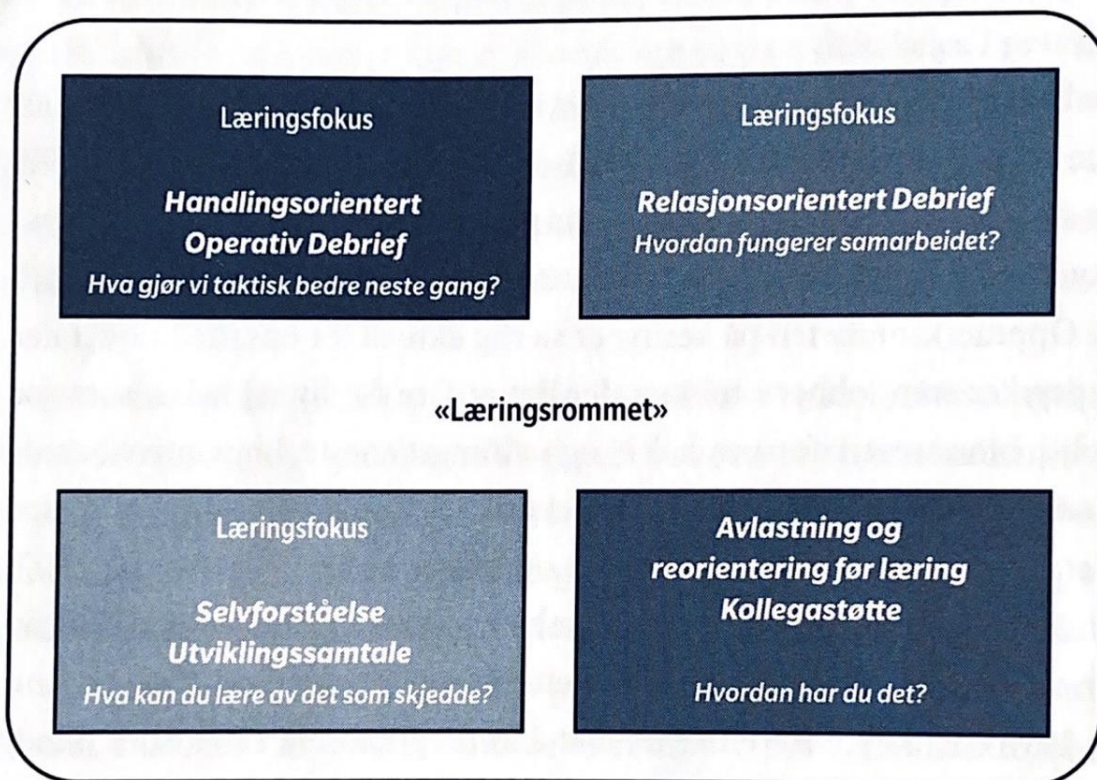 Læringsfokus
Handlingsorientert
Operativ Debrief
Hva gjør vi taktisk bedre neste gang?
Læringsfokus
Relasjonsorientert Debrief
Hvordan fungerer samarbeidet?
«Læringsrommet»
Læringsfokus
Selvforståelse
Utviklingssamtale
Hva kan du lære av det som skjedde?
Avlastning og
reorientering før læring
Kollegastøtte
Hvordan har du det?